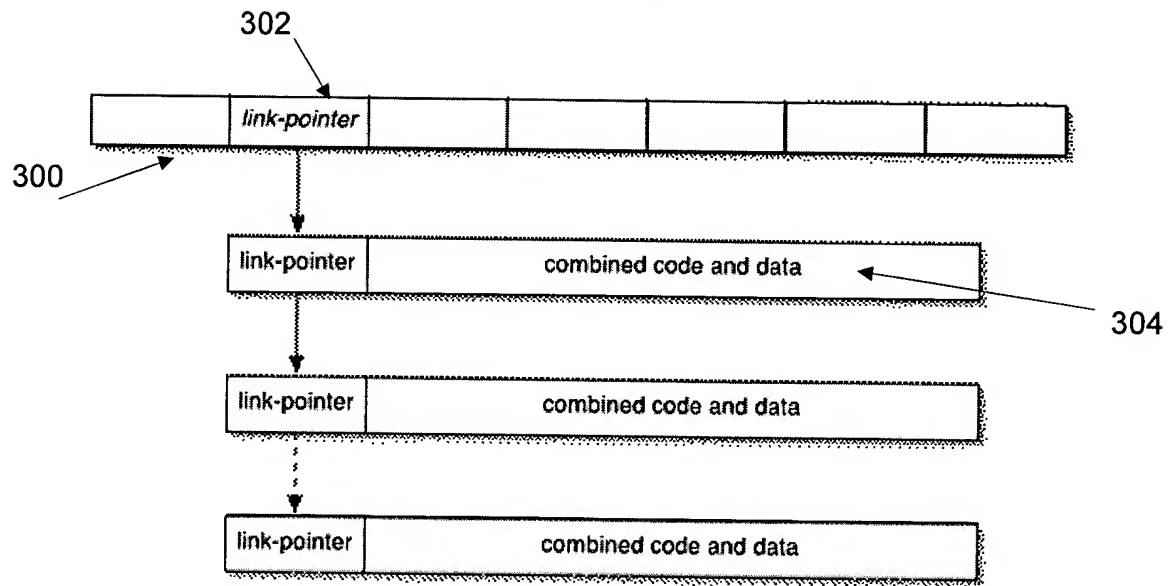 302
link-pointer
300
link-pointer combined code and data
304
link-pointer combined code and data
link-pointer combined code and data